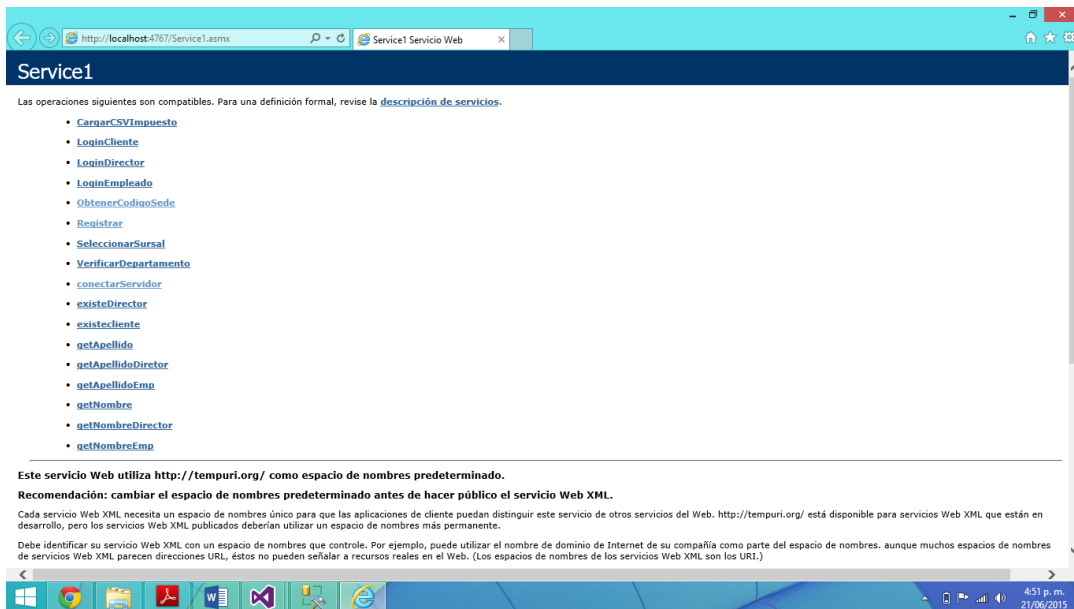 http://localhost:4767/Service1.asmx
Service1 Servicio Web
Service1
Las operaciones siguientes son compatibles. Para una definición formal, revise la descripción de servicios.
CargarCSVImpuesto
LoginCliente
LoginDirector
LoginEmpleado
ObtenerCodigoSede
Registrar
SeleccionarSursal
VerificarDepartamento
conectarServidor
existeDirector
existecliente
getApellido
getApellidoDiretor
getApellidoEmp
getNombre
getNombreDirector
getNombreEmp
Este servicio Web utiliza http://tempuri.org/ como espacio de nombres predeterminado.
Recomendación: cambiar el espacio de nombres predeterminado antes de hacer público el servicio Web XML.
Cada servicio Web XML necesita un espacio de nombres único para que las aplicaciones de cliente puedan distinguir este servicio de otros servicios del Web. http://tempuri.org/ está disponible para servicios Web XML que están en
desarrollo, pero los servicios Web XML publicados deberían utilizar un espacio de nombres más permanente.
Debe identificar su servicio Web XML con un espacio de nombres que controle. Por ejemplo, puede utilizar el nombre de dominio de Internet de su compañía como parte del espacio de nombres. aunque muchos espacios de nombres
de servicios Web XML parecen direcciones URL, éstos no pueden señalar a recursos reales en el Web. (Los espacios de nombres de los servicios Web XML son los URI.)
4:51 p. m.
21/06/2015